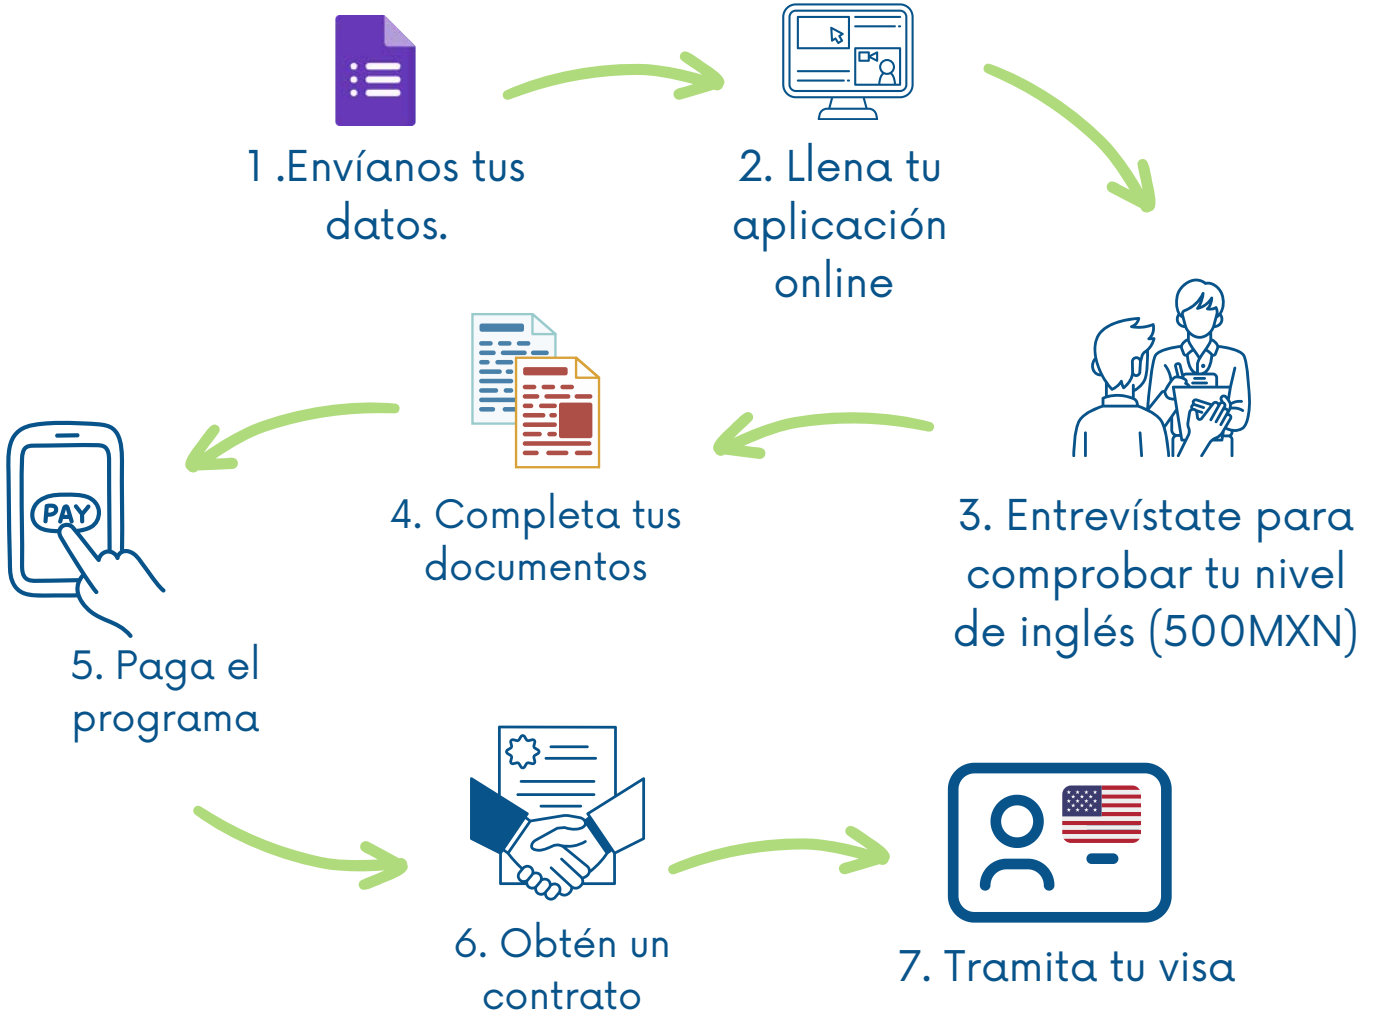 1 .Envíanos tus
datos.
2. Llena tu
aplicación
online
3. Entrevístate para
comprobar tu nivel
de inglés (500MXN)
4. Completa tus
documentos
PAY
5. Paga el
programa
6. Obtén un
contrato
7. Tramita tu visa